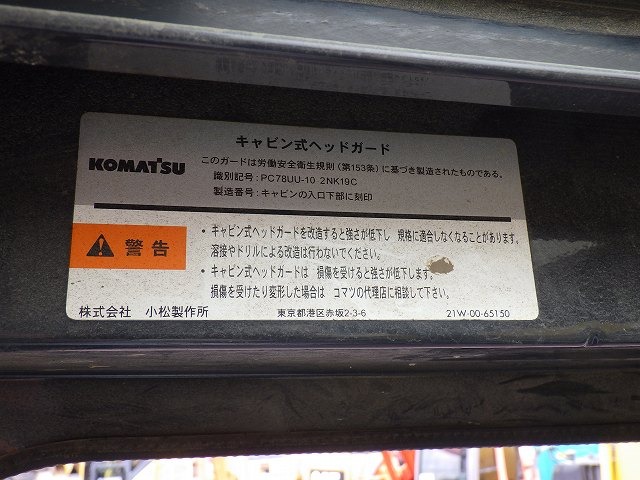 キャビン式ヘッドガード
KOMATSU
このガードは労働安全衛生規則（第153条）に基づき製造されたものである。
識別記号：PC78UU-10 2NK19C
製造番号：キャビンの入口下部に刻印
警告
・キャビン式ヘッドガードを改造すると強さが低下し 規格に適合しなくなることがあります。
溶接やドリルによる改造は行わないでください。
・キャビン式ヘッドガードは 損傷を受けると強さが低下します。
損傷を受けたり変形した場合は コマツの代理店に相談して下さい。
株式会社 小松製作所 東京都港区赤坂2-3-6 21W-00-65150